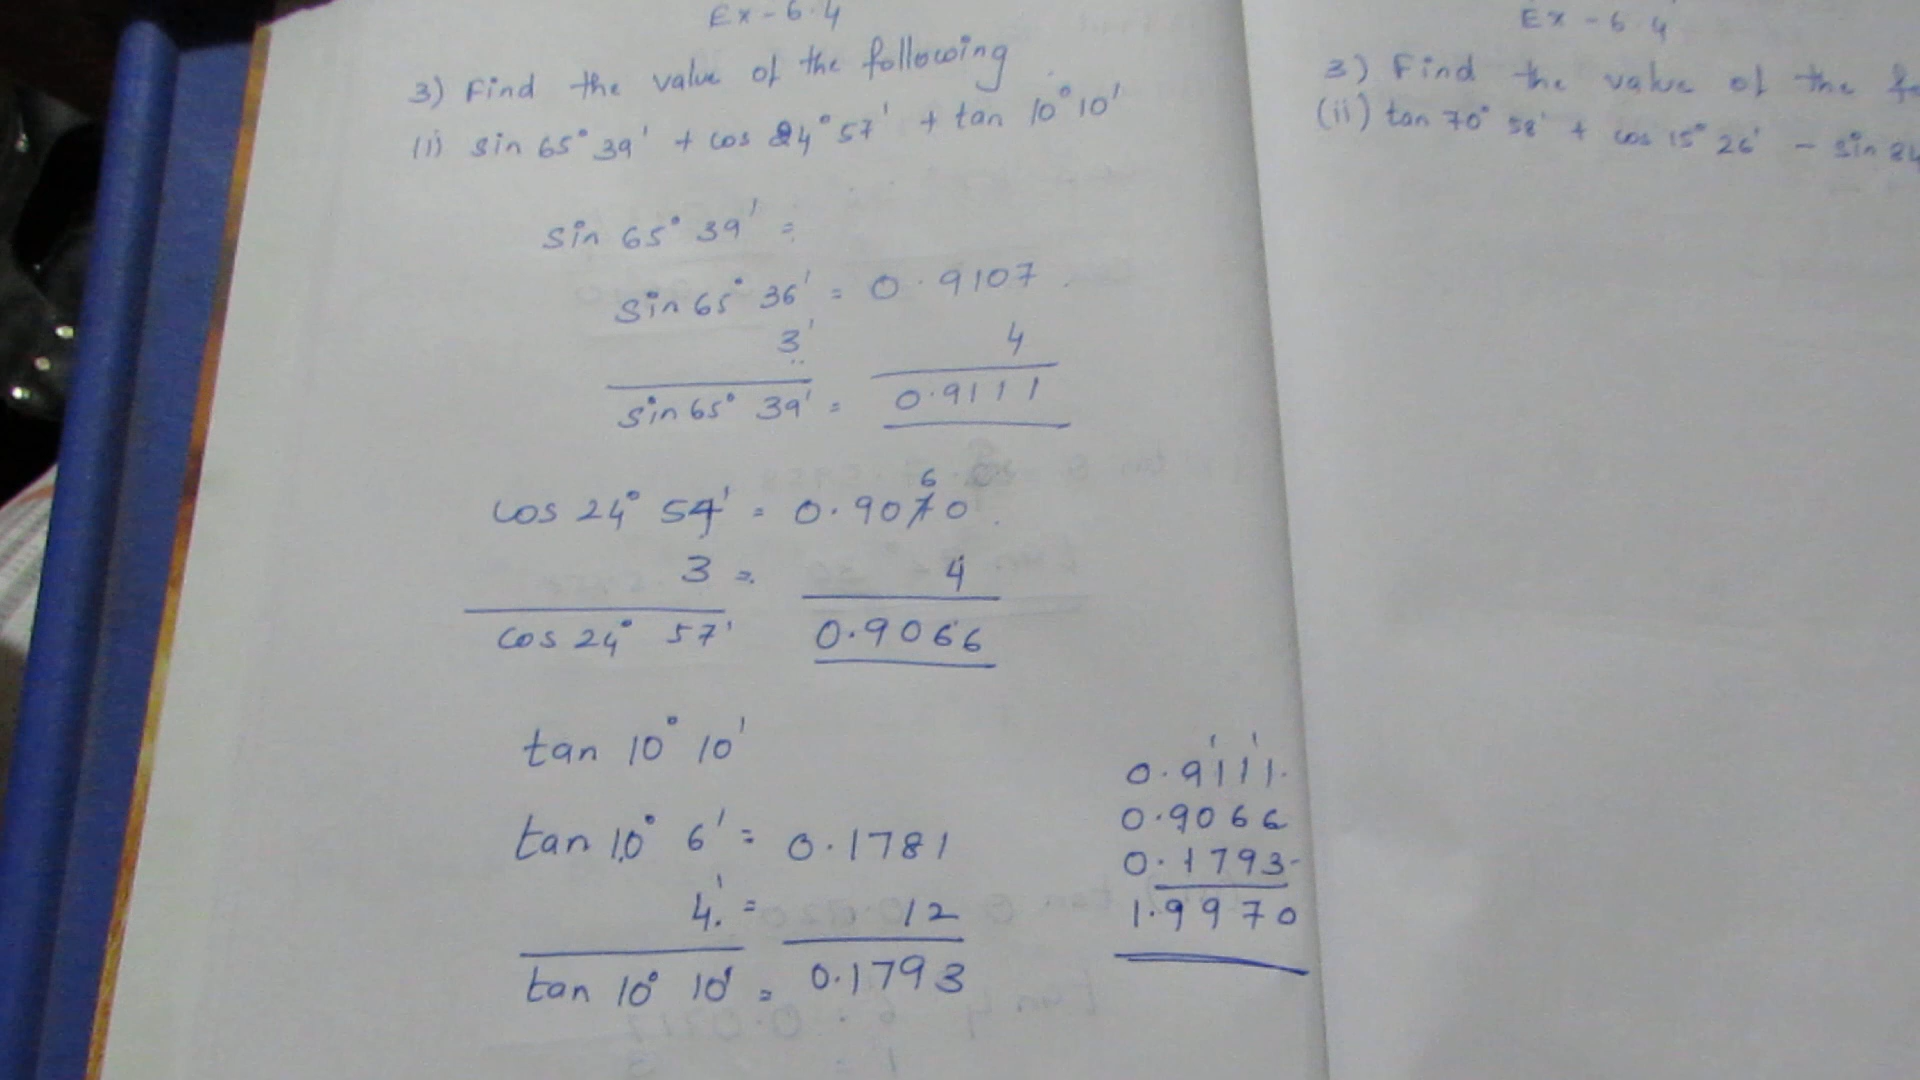 Ex - 6.4
3) Find the value of the following
(i) sin 65° 39' + cos 24° 57' + tan 10° 10'
sin 65° 39' =
sin 65° 36' = 0.9107
3' 4
sin 65° 39' = 0.9111
6
cos 24° 54' = 0.9070
3 = 4
cos 24° 57' 0.9066
tan 10° 10'
tan 10° 6' = 0.1781
4' = 12
tan 10° 10' = 0.1793
1 1
0.9111
0.9066
0.1793
1.9970
Ex - 6.4
3) Find the value of the
(ii) tan 70° 58' + cos 15° 26' - sin 84